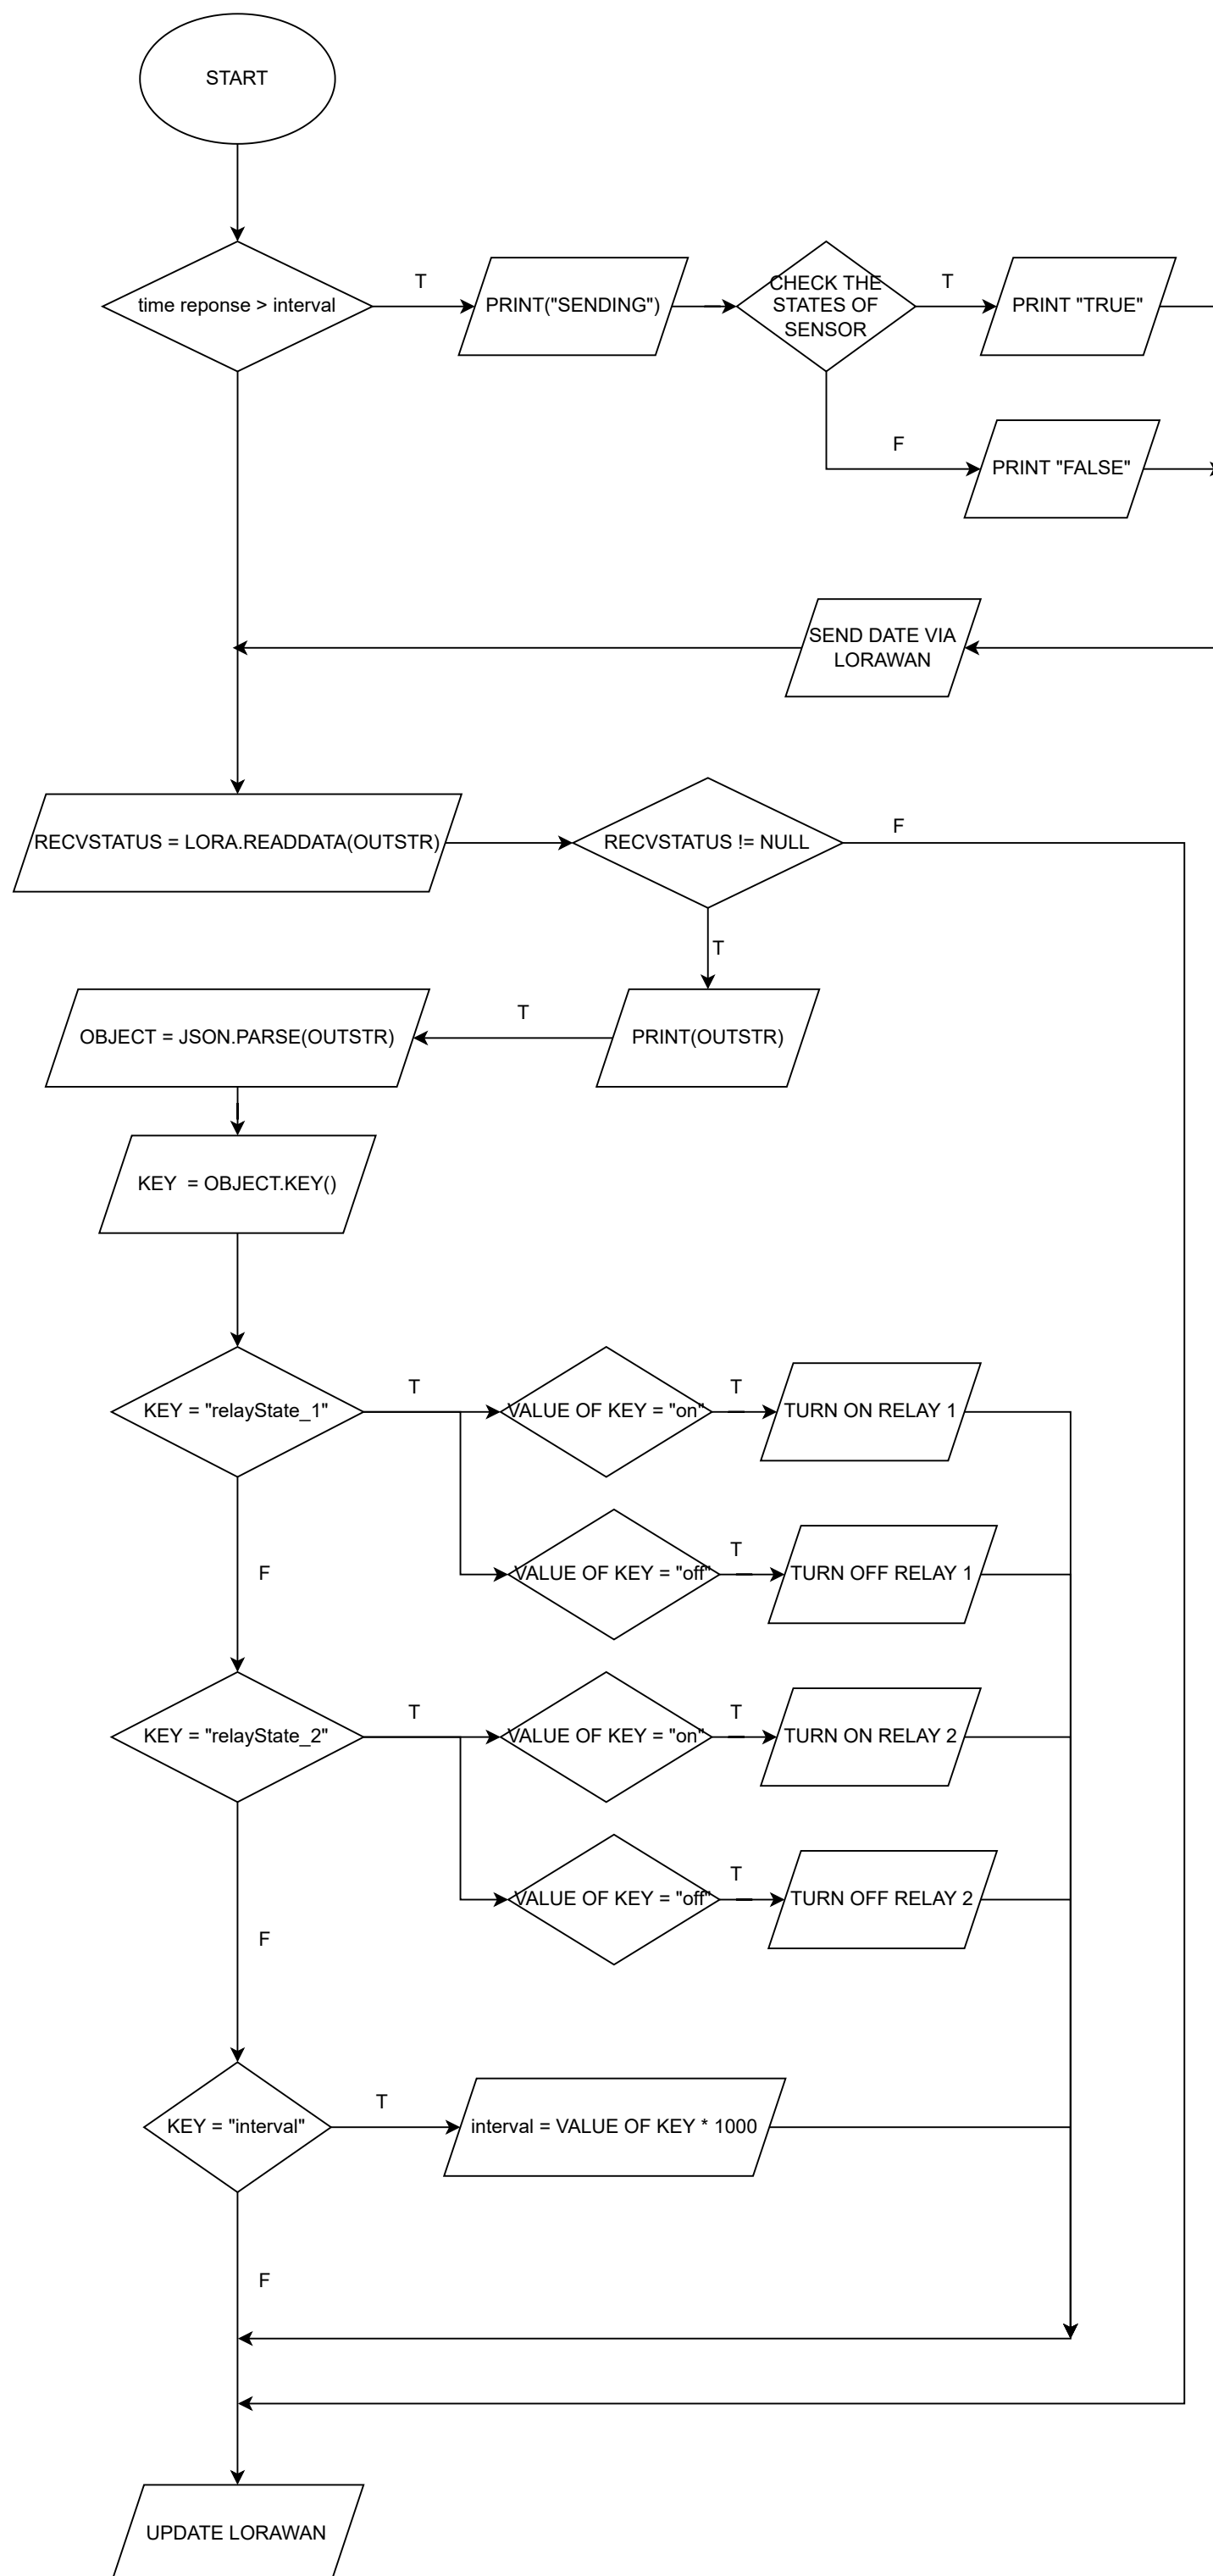 START
time reponse > interval
T
PRINT("SENDING")
CHECK THE
STATES OF
SENSOR
T
PRINT "TRUE"
F
PRINT "FALSE"
SEND DATE VIA
LORAWAN
RECVSTATUS = LORA.READDATA(OUTSTR)
RECVSTATUS != NULL
F
T
OBJECT = JSON.PARSE(OUTSTR)
T
PRINT(OUTSTR)
KEY  = OBJECT.KEY()
KEY = "relayState_1"
T
VALUE OF KEY = "on"
T
TURN ON RELAY 1
F
VALUE OF KEY = "off"
T
TURN OFF RELAY 1
KEY = "relayState_2"
T
VALUE OF KEY = "on"
T
TURN ON RELAY 2
F
VALUE OF KEY = "off"
T
TURN OFF RELAY 2
KEY = "interval"
T
interval = VALUE OF KEY * 1000
F
UPDATE LORAWAN